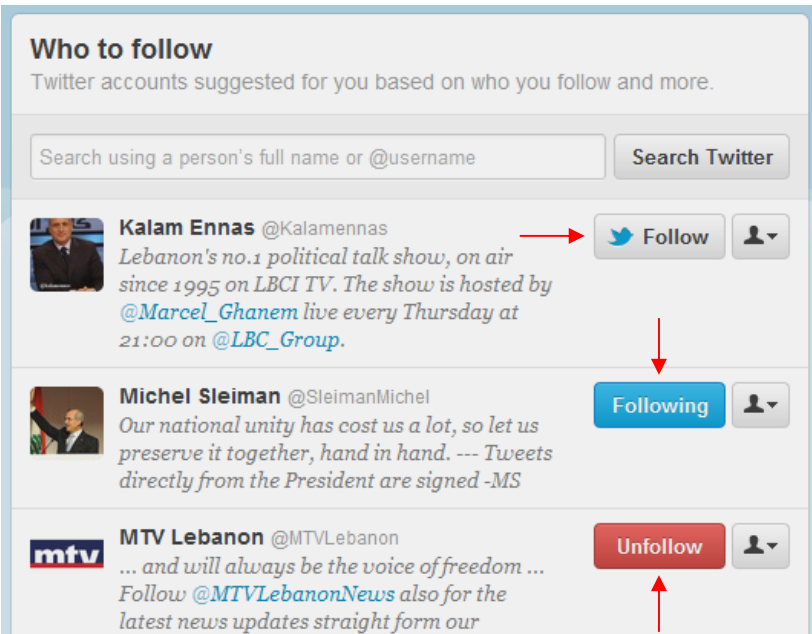 Who to follow
Twitter accounts suggested for you based on who you follow and more.
Search using a person's full name or @username
Search Twitter
Kalam Ennas @Kalamennas
Follow
Lebanon's no.1 political talk show, on air
since 1995 on LBCI TV. The show is hosted by
@Marcel_Ghanem live every Thursday at
21:00 on @LBC_Group.
Michel Sleiman @SleimanMichel
Following
Our national unity has cost us a lot, so let us
preserve it together, hand in hand. --- Tweets
directly from the President are signed -MS
mtv
MTV Lebanon @MTVLebanon
Unfollow
... and will always be the voice of freedom ...
Follow @MTVLebanonNews also for the
latest news updates straight form our